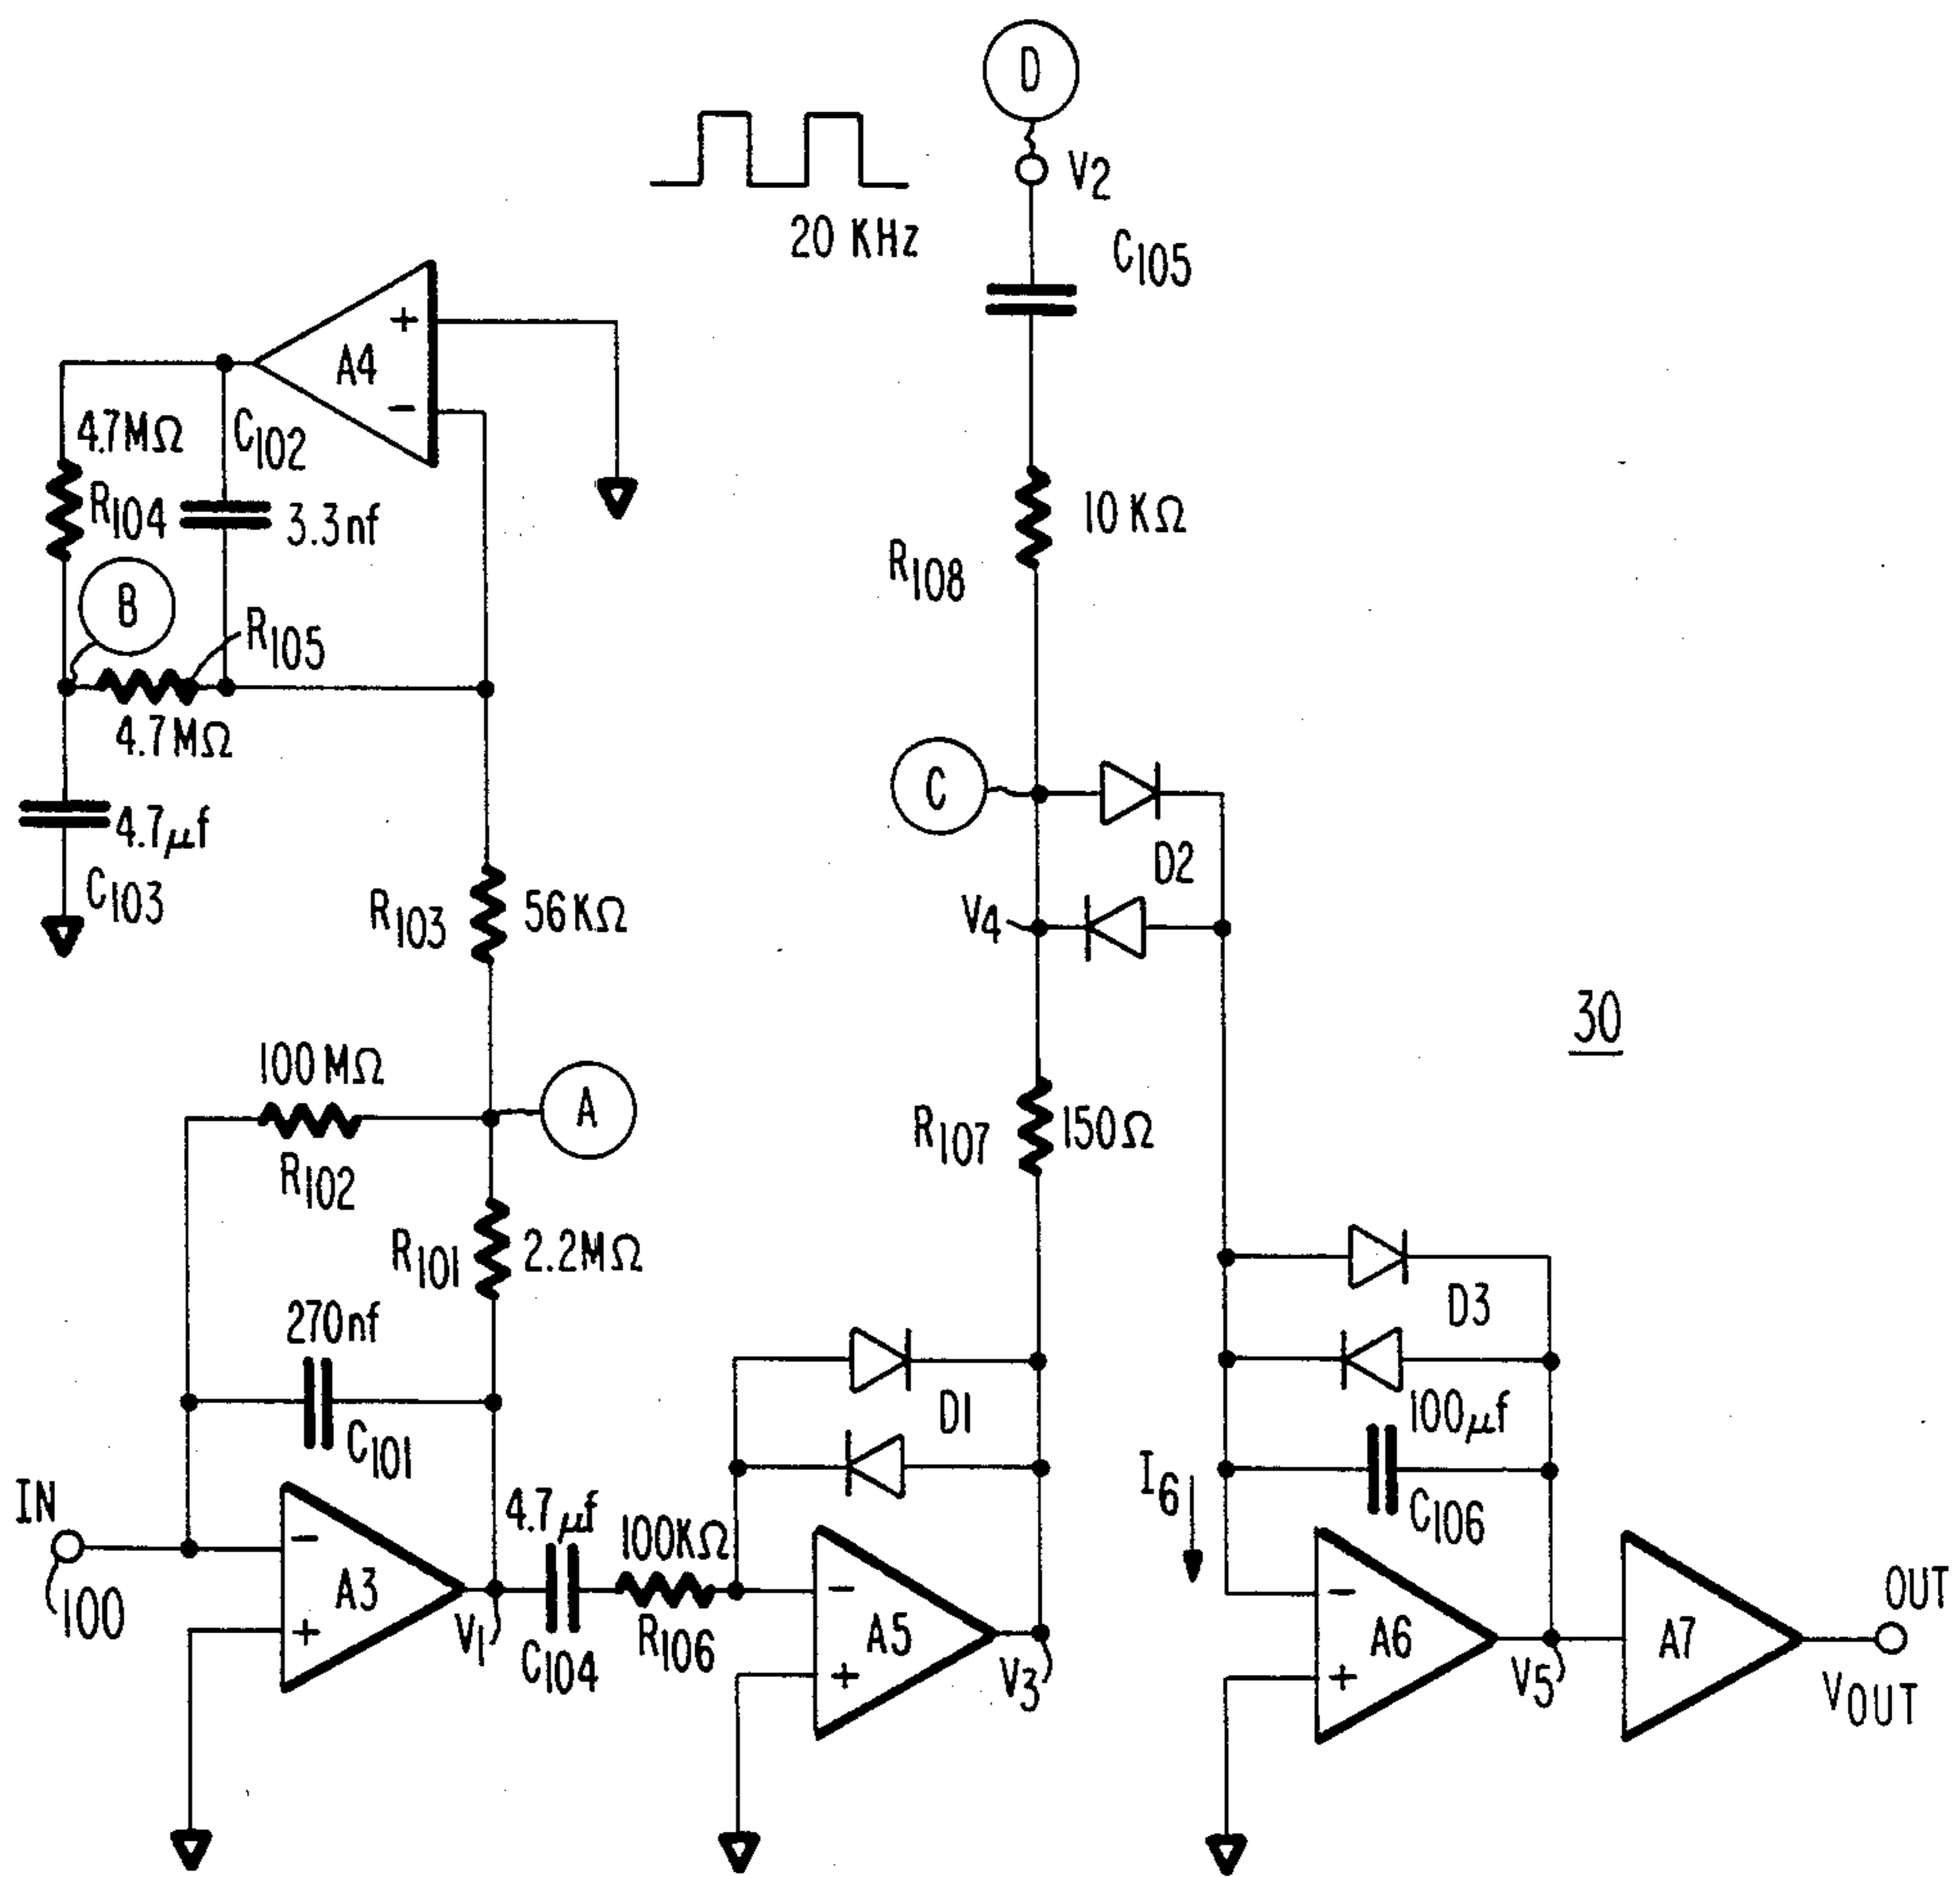 D
V2
20 KHz
C105
A4
+
−
4.7MΩ
C102
R104
3.3nf
10 KΩ
R108
B
R105
4.7MΩ
4.7μf
C103
C
D2
V4
R103
56KΩ
30
100MΩ
R102
A
R107
150Ω
R101
2.2MΩ
D3
270nf
C101
D1
100μf
C106
I6
IN
100
−
A3
+
V1
4.7μf
C104
100KΩ
R106
−
A5
+
V3
−
A6
+
V5
A7
OUT
VOUT